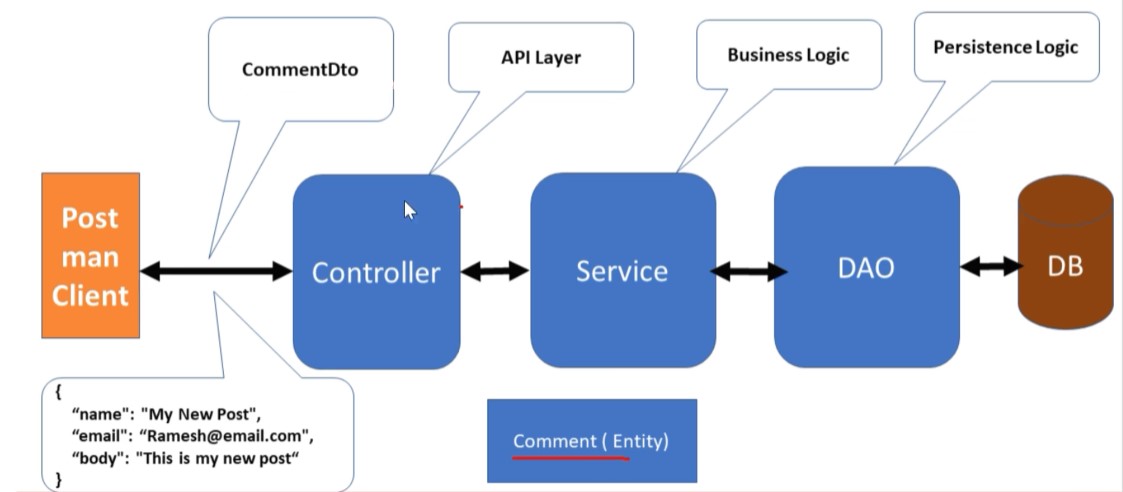 CommentDto
API Layer
Business Logic
Persistence Logic
Post
man
Client
Controller
Service
DAO
DB
{
“name": "My New Post",
“email": “Ramesh@email.com",
“body": "This is my new post“
}
Comment ( Entity)